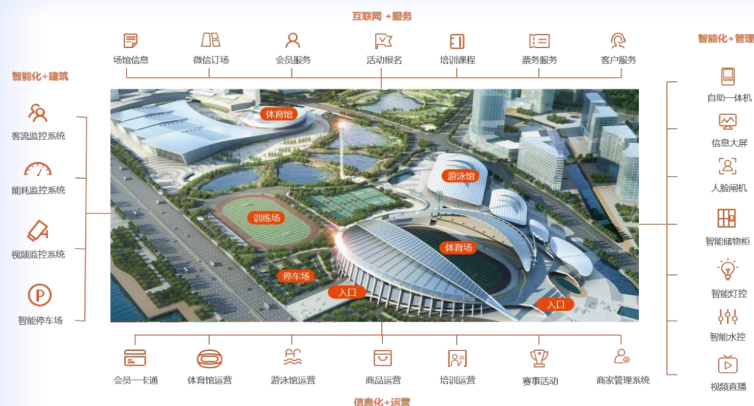 互联网 +服务
场馆信息
微信订场
会员服务
活动报名
培训课程
票务服务
客户服务
智能化+建筑
客流监控系统
能耗监控系统
视频监控系统
智能停车场
体育馆
游泳馆
训练场
体育场
停车场
入口
入口
智能化+管理
自助一体机
信息大屏
人脸闸机
智能储物柜
智能灯控
智能水控
视频直播
会员一卡通
体育馆运营
游泳馆运营
商品运营
培训运营
赛事活动
商家管理系统
信息化+运营